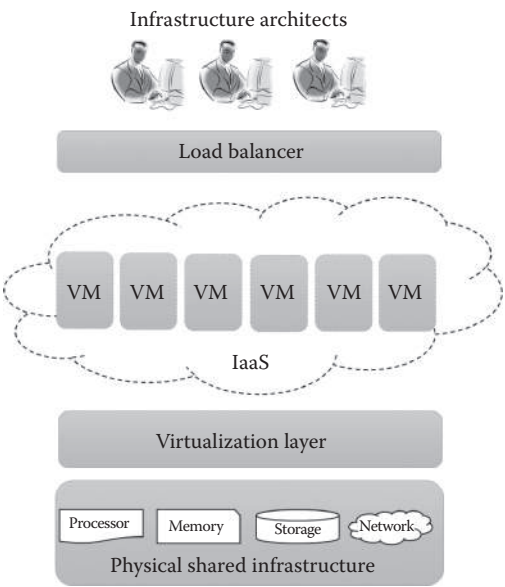 Infrastructure architects
Load balancer
VM VM VM VM VM VM
IaaS
Virtualization layer
Processor Memory Storage Network
Physical shared infrastructure